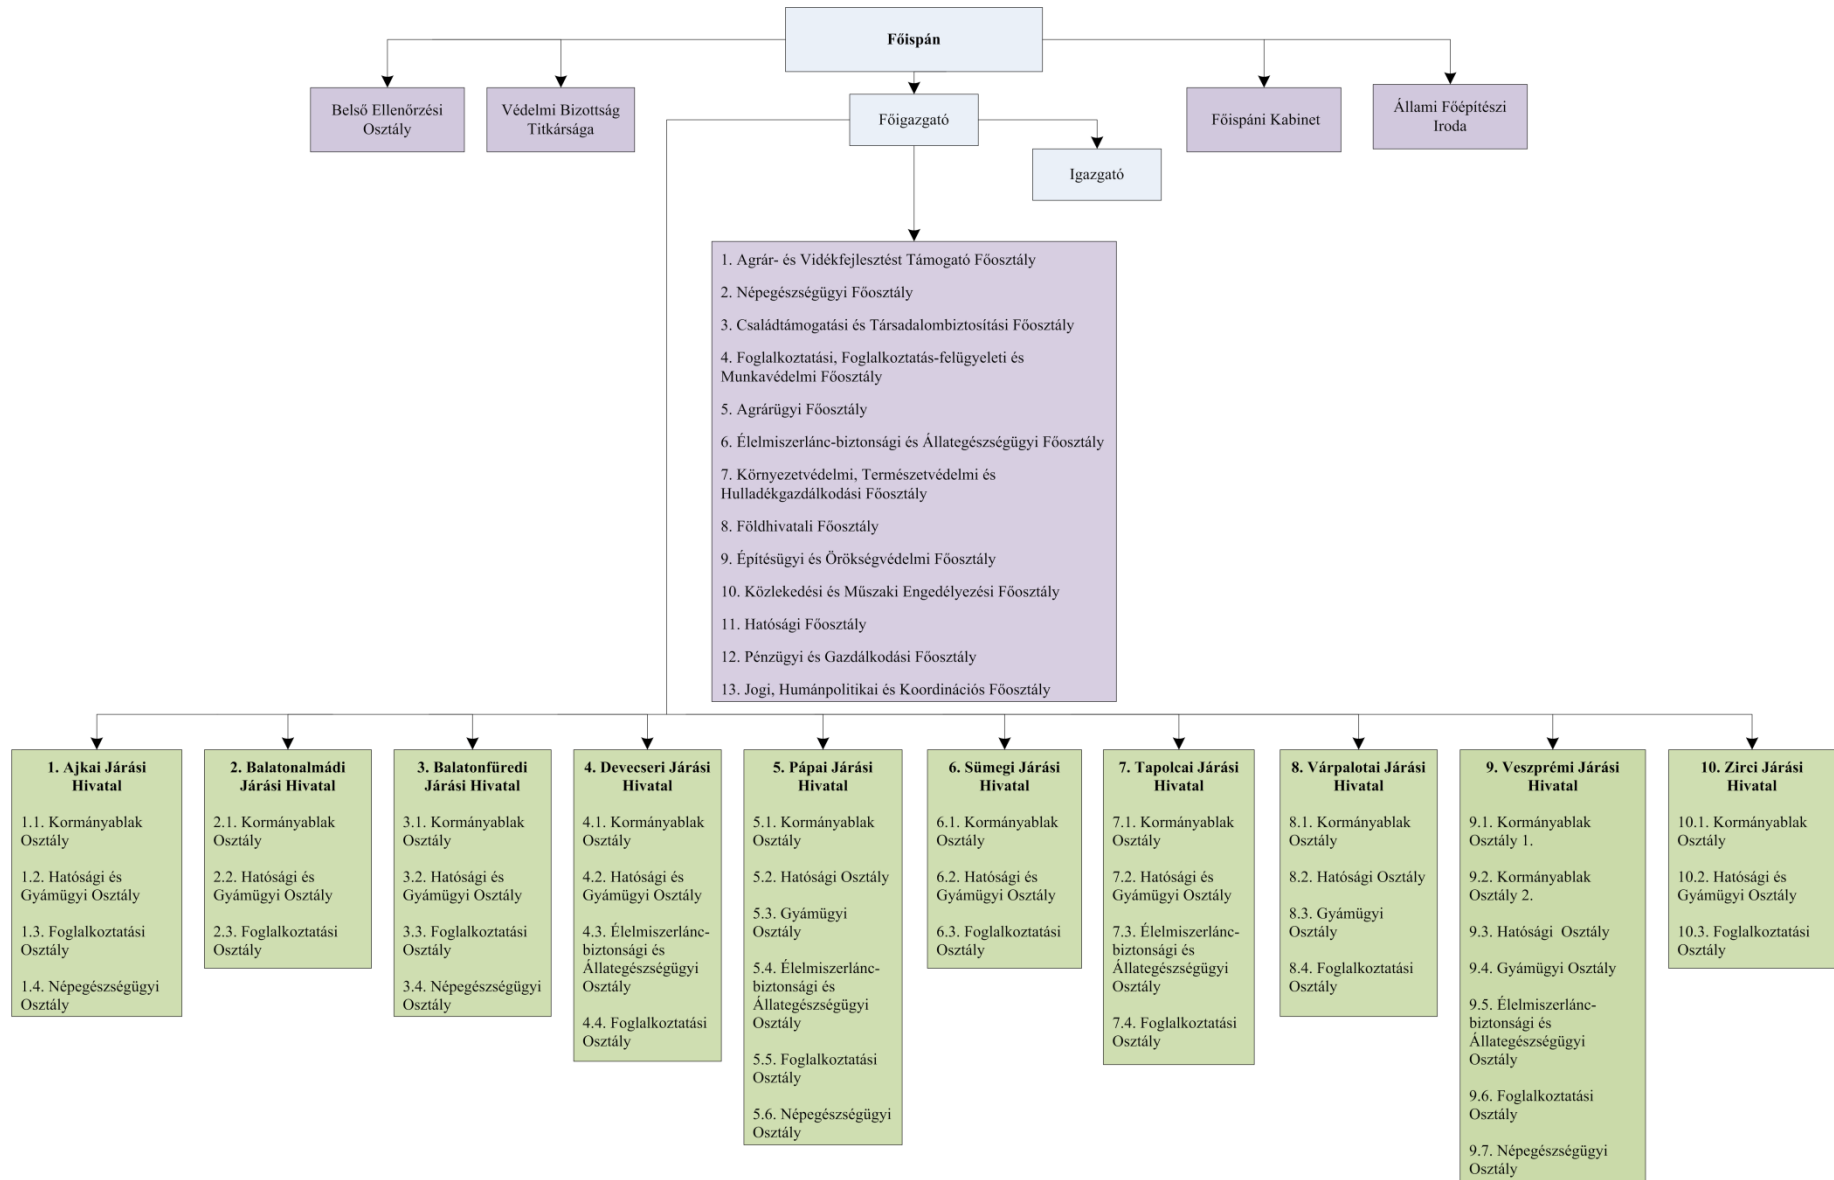 Főispán
Belső Ellenőrzési
Osztály
Védelmi Bizottság
Titkársága
Főigazgató
Igazgató
Főispáni Kabinet
Állami Főépítészi
Iroda
1. Agrár- és Vidékfejlesztést Támogató Főosztály
2. Népegészségügyi Főosztály
3. Családtámogatási és Társadalombiztosítási Főosztály
4. Foglalkoztatási, Foglalkoztatás-felügyeleti és
Munkavédelmi Főosztály
5. Agrárügyi Főosztály
6. Élelmiszerlánc-biztonsági és Állategészségügyi Főosztály
7. Környezetvédelmi, Természetvédelmi és
Hulladékgazdálkodási Főosztály
8. Földhivatali Főosztály
9. Építésügyi és Örökségvédelmi Főosztály
10. Közlekedési és Műszaki Engedélyezési Főosztály
11. Hatósági Főosztály
12. Pénzügyi és Gazdálkodási Főosztály
13. Jogi, Humánpolitikai és Koordinációs Főosztály
1. Ajkai Járási
Hivatal
1.1. Kormányablak
Osztály
1.2. Hatósági és
Gyámügyi Osztály
1.3. Foglalkoztatási
Osztály
1.4. Népegészségügyi
Osztály
2. Balatonalmádi
Járási Hivatal
2.1. Kormányablak
Osztály
2.2. Hatósági és
Gyámügyi Osztály
2.3. Foglalkoztatási
Osztály
3. Balatonfüredi
Járási Hivatal
3.1. Kormányablak
Osztály
3.2. Hatósági és
Gyámügyi Osztály
3.3. Foglalkoztatási
Osztály
3.4. Népegészségügyi
Osztály
4. Devecseri Járási
Hivatal
4.1. Kormányablak
Osztály
4.2. Hatósági és
Gyámügyi Osztály
4.3. Élelmiszerlánc-
biztonsági és
Állategészségügyi
Osztály
4.4. Foglalkoztatási
Osztály
5. Pápai Járási
Hivatal
5.1. Kormányablak
Osztály
5.2. Hatósági Osztály
5.3. Gyámügyi
Osztály
5.4. Élelmiszerlánc-
biztonsági és
Állategészségügyi
Osztály
5.5. Foglalkoztatási
Osztály
5.6. Népegészségügyi
Osztály
6. Sümegi Járási
Hivatal
6.1. Kormányablak
Osztály
6.2. Hatósági és
Gyámügyi Osztály
6.3. Foglalkoztatási
Osztály
7. Tapolcai Járási
Hivatal
7.1. Kormányablak
Osztály
7.2. Hatósági és
Gyámügyi Osztály
7.3. Élelmiszerlánc-
biztonsági és
Állategészségügyi
Osztály
7.4. Foglalkoztatási
Osztály
8. Várpalotai Járási
Hivatal
8.1. Kormányablak
Osztály
8.2. Hatósági Osztály
8.3. Gyámügyi
Osztály
8.4. Foglalkoztatási
Osztály
9. Veszprémi Járási
Hivatal
9.1. Kormányablak
Osztály 1.
9.2. Kormányablak
Osztály 2.
9.3. Hatósági Osztály
9.4. Gyámügyi Osztály
9.5. Élelmiszerlánc-
biztonsági és
Állategészségügyi
Osztály
9.6. Foglalkoztatási
Osztály
9.7. Népegészségügyi
Osztály
10. Zirci Járási
Hivatal
10.1. Kormányablak
Osztály
10.2. Hatósági és
Gyámügyi Osztály
10.3. Foglalkoztatási
Osztály